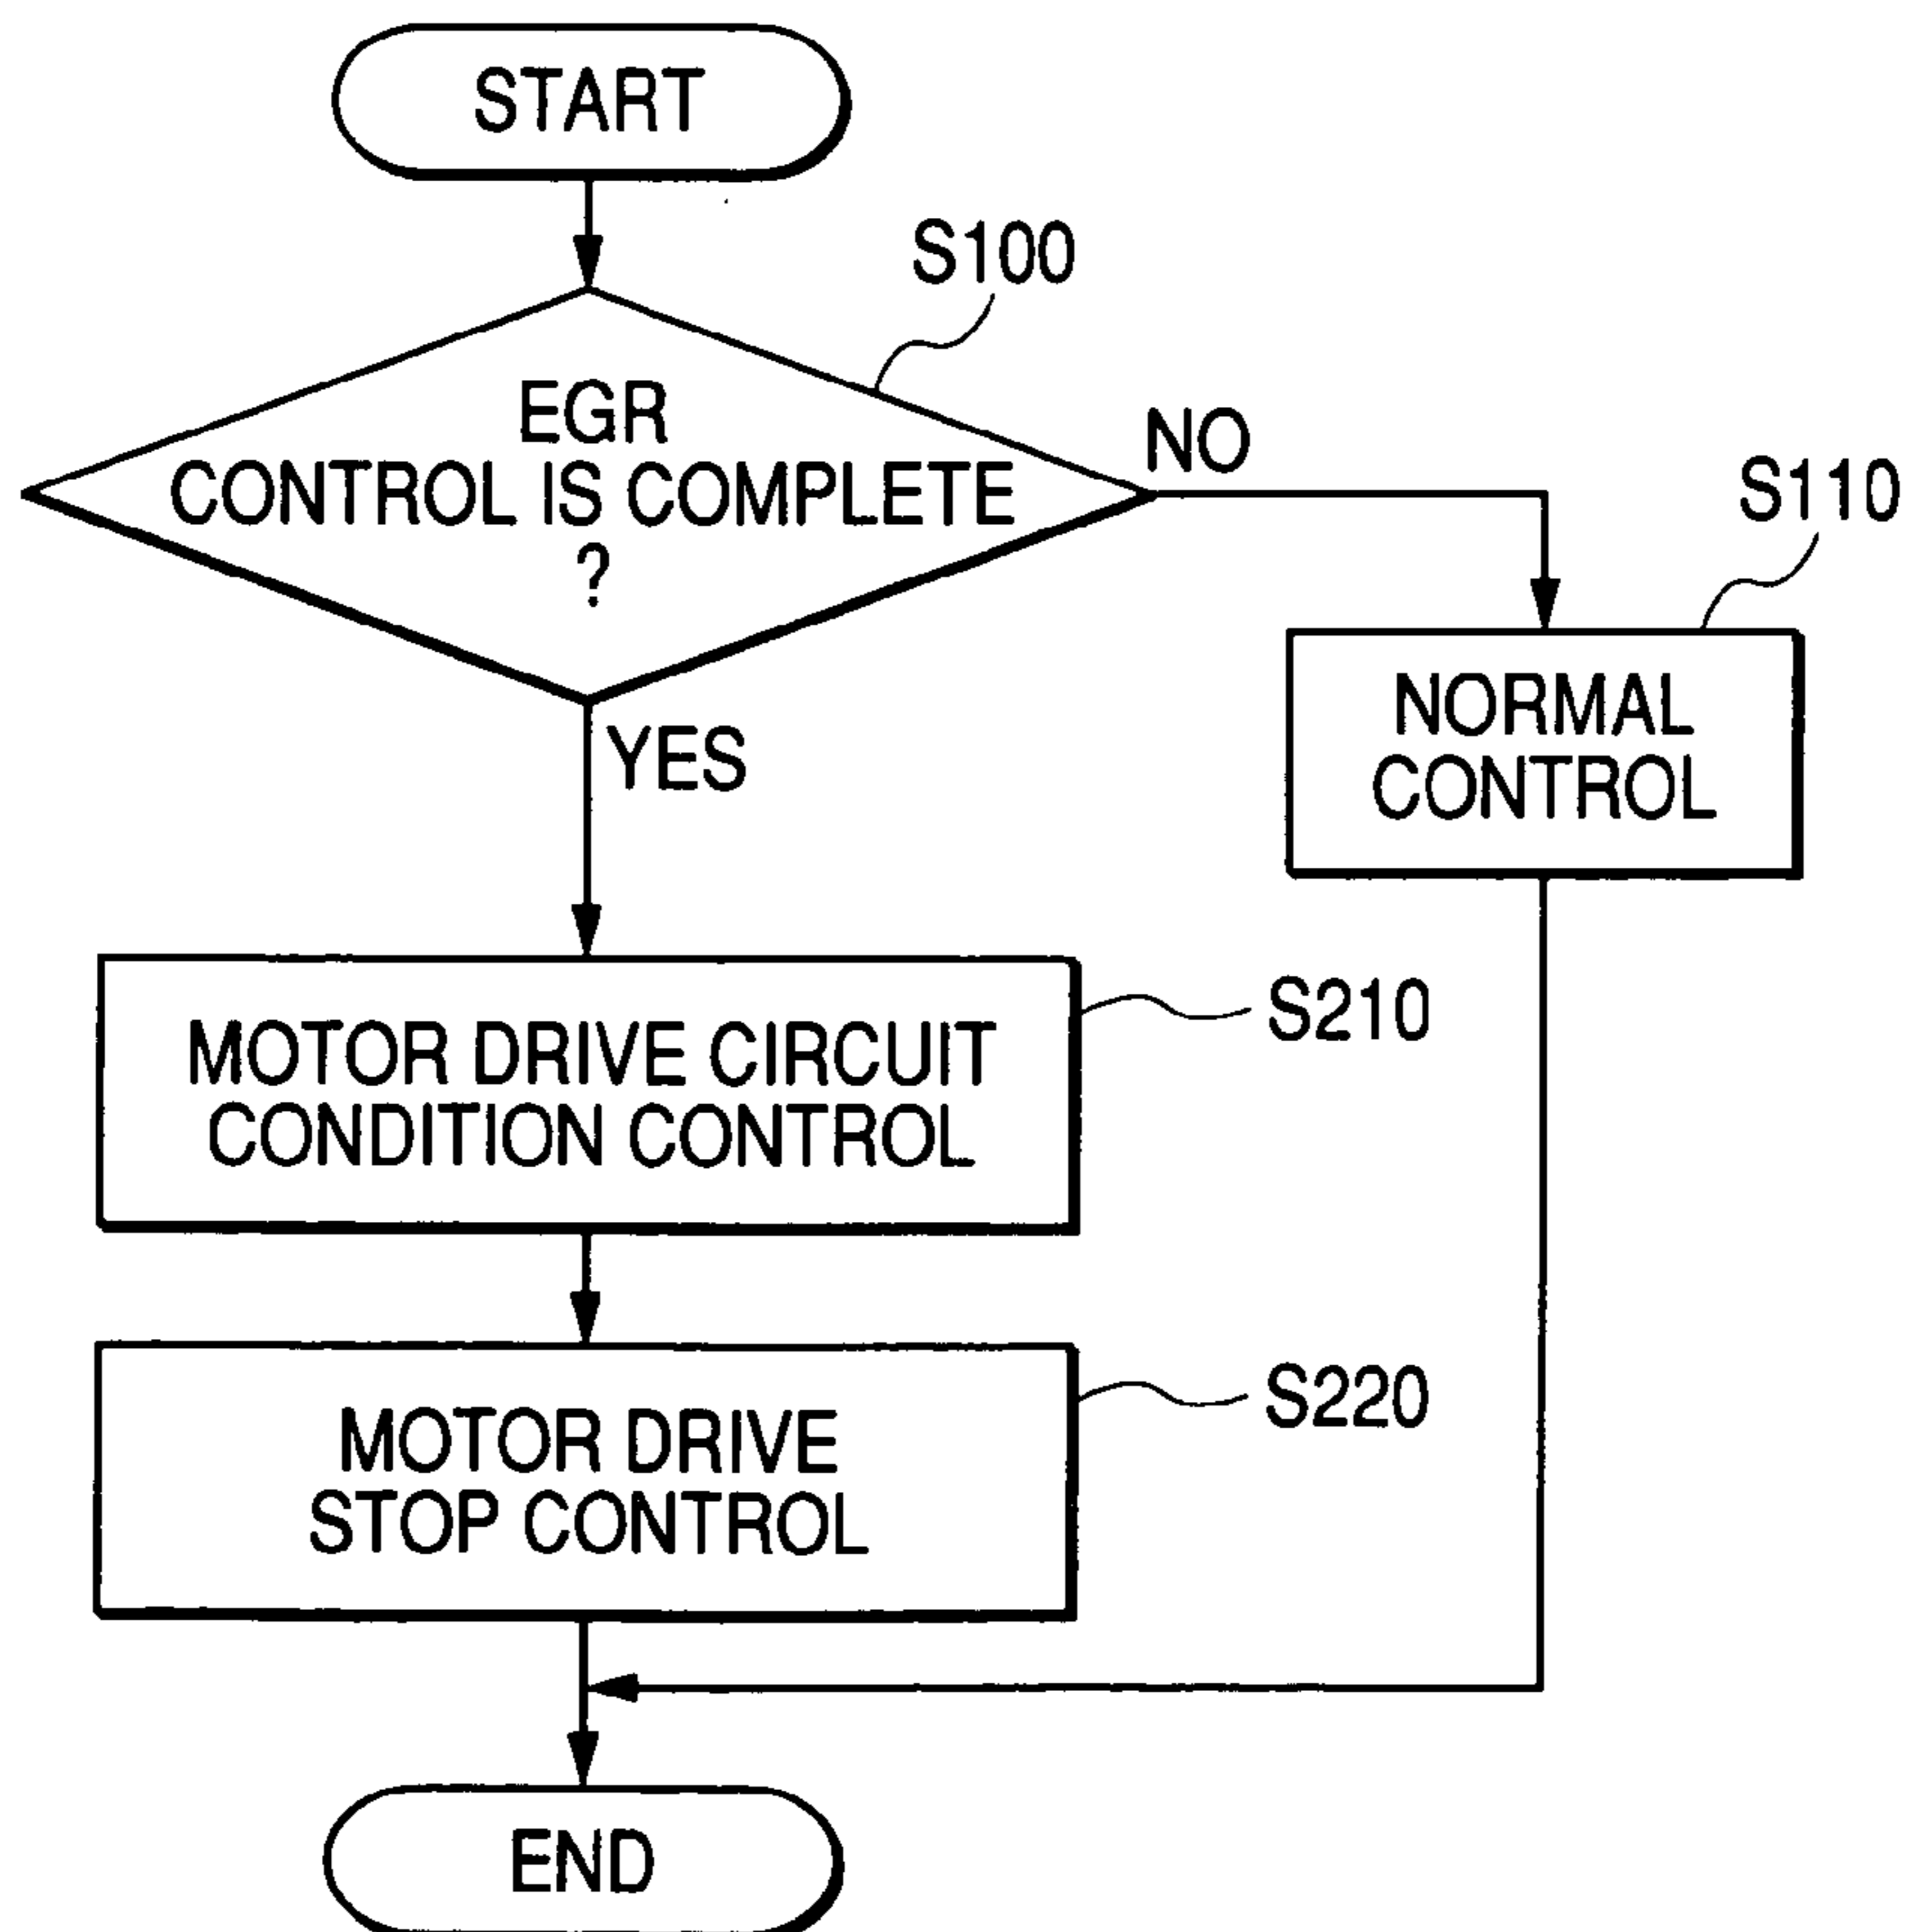 START
S100
EGR
CONTROL IS COMPLETE
?
NO
S110
NORMAL
CONTROL
YES
MOTOR DRIVE CIRCUIT
CONDITION CONTROL
S210
MOTOR DRIVE
STOP CONTROL
S220
END